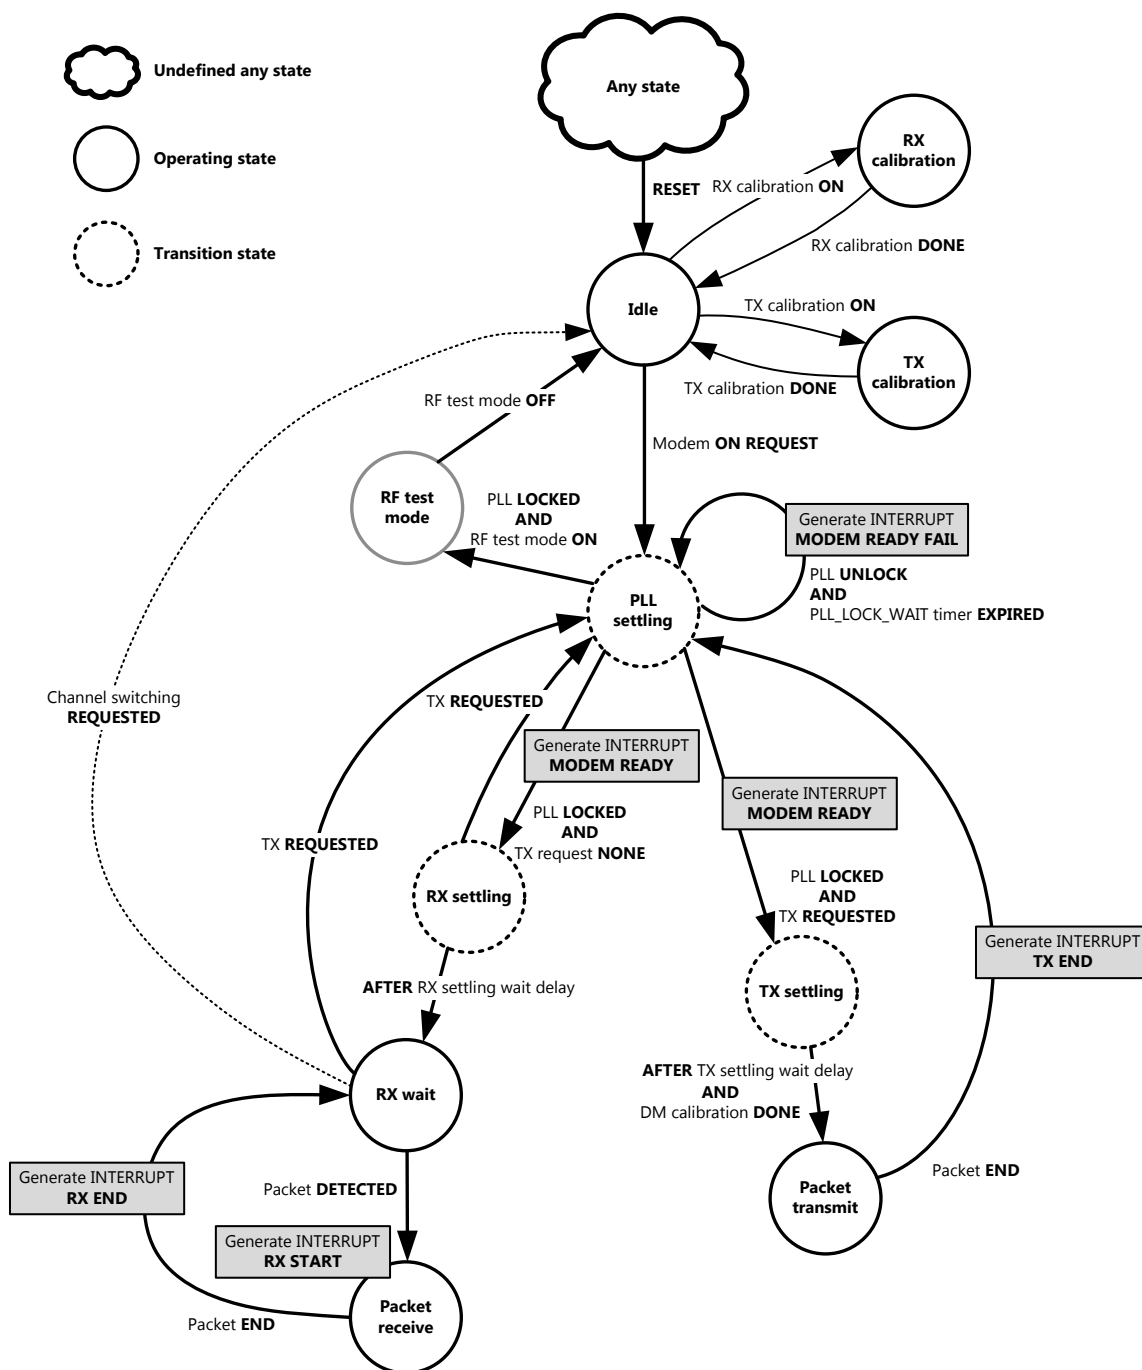 Undefined any state
Operating state
Transition state
Any state
RESET
RX calibration ON
RX
calibration
RX calibration DONE
Idle
TX calibration ON
TX
calibration
TX calibration DONE
RF test mode OFF
Modem ON REQUEST
RF test
mode
PLL LOCKED
AND
RF test mode ON
Generate INTERRUPT
MODEM READY FAIL
PLL UNLOCK
AND
PLL_LOCK_WAIT timer EXPIRED
PLL
settling
Channel switching
REQUESTED
TX REQUESTED
Generate INTERRUPT
MODEM READY
Generate INTERRUPT
MODEM READY
TX REQUESTED
PLL LOCKED
AND
TX request NONE
RX settling
PLL LOCKED
AND
TX REQUESTED
Generate INTERRUPT
TX END
AFTER RX settling wait delay
TX settling
RX wait
AFTER TX settling wait delay
AND
DM calibration DONE
Generate INTERRUPT
RX END
Packet DETECTED
Packet
transmit
Packet END
Generate INTERRUPT
RX START
Packet
receive
Packet END